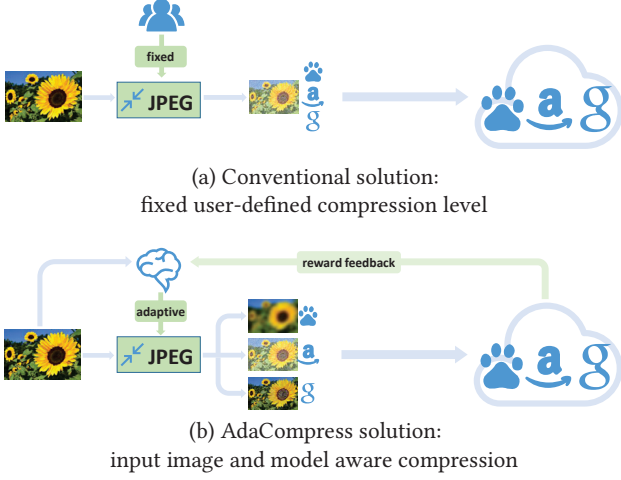 fixed
JPEG
a
g
a g
(a) Conventional solution:
fixed user-defined compression level
reward feedback
adaptive
JPEG
a
g
a g
(b) AdaCompress solution:
input image and model aware compression